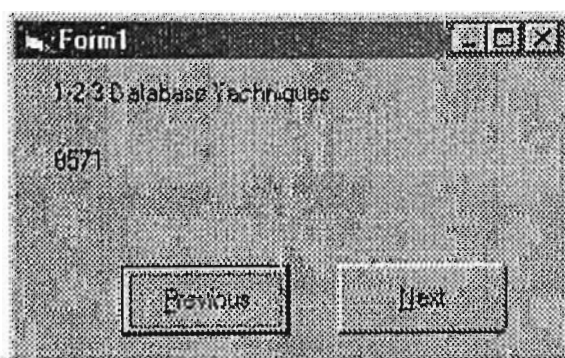 Form1
1-2-3 Database Techniques
8571
Previous
Next